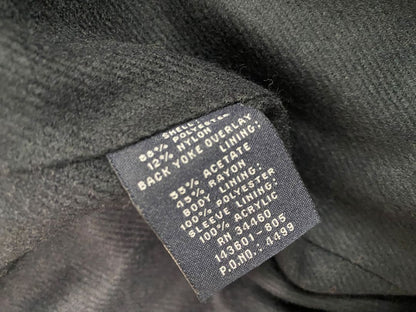 SHELL:
88% POLYESTER
12% NYLON
BACK YOKE OVERLAY
LINING:
55% ACETATE
45% RAYON
BODY LINING:
100% POLYESTER
SLEEVE LINING:
100% ACRYLIC
RN 34460
143601-805
P.O.NO.: 4499